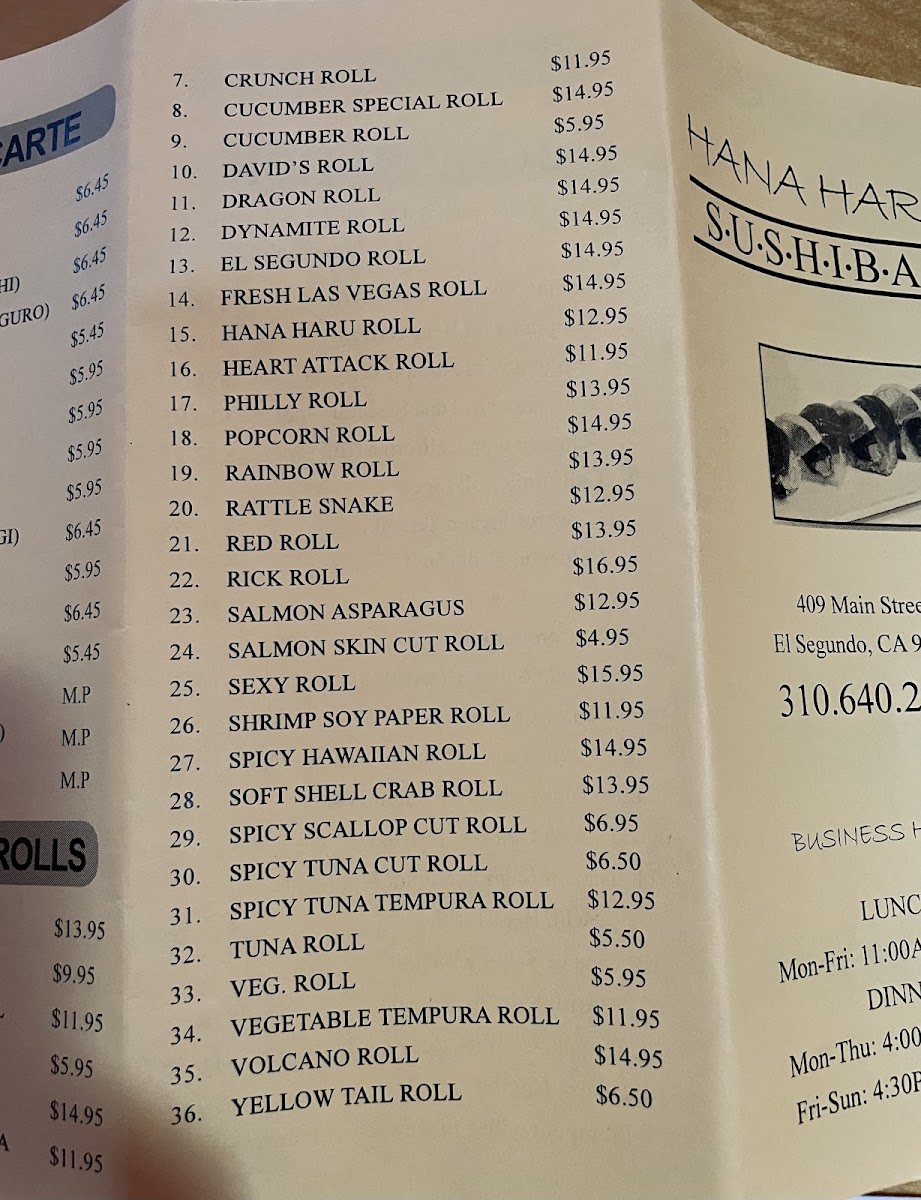 CARTE
$6.45
$6.45
$6.45
HI)
$6.45
GURO)
$5.45
$5.95
$5.95
$5.95
$5.95
$6.45
GI)
$5.95
$6.45
$5.45
M.P
)
M.P
M.P
ROLLS
$13.95
$9.95
$11.95
$5.95
$14.95
A
$11.95
7. CRUNCH ROLL $11.95
8. CUCUMBER SPECIAL ROLL $14.95
9. CUCUMBER ROLL $5.95
10. DAVID'S ROLL $14.95
11. DRAGON ROLL $14.95
12. DYNAMITE ROLL $14.95
13. EL SEGUNDO ROLL $14.95
14. FRESH LAS VEGAS ROLL $14.95
15. HANA HARU ROLL $12.95
16. HEART ATTACK ROLL $11.95
17. PHILLY ROLL $13.95
18. POPCORN ROLL $14.95
19. RAINBOW ROLL $13.95
20. RATTLE SNAKE $12.95
21. RED ROLL $13.95
22. RICK ROLL $16.95
23. SALMON ASPARAGUS $12.95
24. SALMON SKIN CUT ROLL $4.95
25. SEXY ROLL $15.95
26. SHRIMP SOY PAPER ROLL $11.95
27. SPICY HAWAIIAN ROLL $14.95
28. SOFT SHELL CRAB ROLL $13.95
29. SPICY SCALLOP CUT ROLL $6.95
30. SPICY TUNA CUT ROLL $6.50
31. SPICY TUNA TEMPURA ROLL $12.95
32. TUNA ROLL $5.50
33. VEG. ROLL $5.95
34. VEGETABLE TEMPURA ROLL $11.95
35. VOLCANO ROLL $14.95
36. YELLOW TAIL ROLL $6.50
HANA HAR
S·U·S·H·I·B·A
409 Main Stree
El Segundo, CA 9
310.640.2
BUSINESS H
LUNC
Mon-Fri: 11:00A
DINN
Mon-Thu: 4:00
Fri-Sun: 4:30P